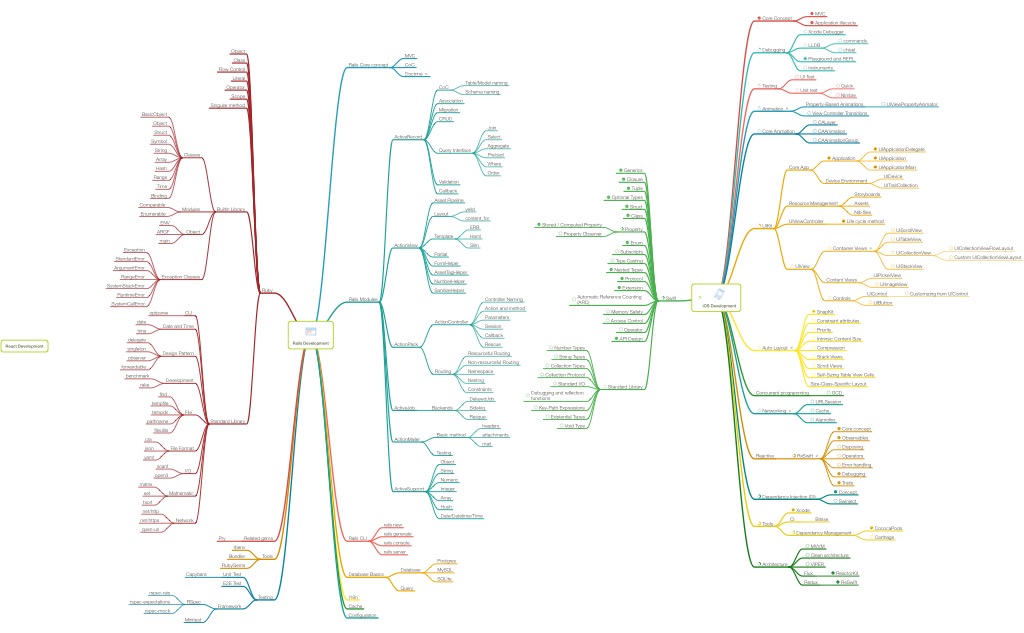 React Development
Rails Development
Ruby
Object
Class
Flow Control
Literal
Operator
Scope
Singular method
Built-in Library
Classes
BasicObject
Object
Struct
Symbol
String
Array
Hash
Range
Time
Binding
Modules
Comparable
Enumerable
Object
ENV
ARGF
main
Exception Classes
Exception
StandardError
ArgumentError
RangeError
SystemStackError
RuntimeError
SystemCallError
Standard Library
CLI
optparse
Date and Time
date
time
Design Pattern
delegate
singleton
observer
forwardable
Development
benchmark
rake
File
find
tempfile
tempdir
pathname
fileutils
File Format
csv
json
yaml
I/O
expect
open3
Mathematic
matrix
set
tsort
Network
net/http
net/https
open-uri
Related gems
Pry
Tools
Bundler
RubyGems
Testing
Unit Test
Capybara
E2E Test
Framework
RSpec
rspec-rails
rspec-expectations
rspec-mock
Minitest
Rails Core concept
MVC
CoC
Doctrine
Rails Modules
ActiveRecord
CoC
Table/Model naming
Schema naming
Association
Migration
CRUD
Query Interface
Join
Select
Aggregate
Preload
Where
Order
Validation
Callback
ActionView
Asset Pipeline
Layout
yield
content_for
Template
ERB
Haml
Slim
Partial
FormHelper
AssetTagHelper
NumberHelper
SanitizeHelper
ActionPack
ActionController
Controller Naming
Action and method
Parameters
Session
Callback
Rescue
Routing
Resourceful Routing
Non-resourceful Routing
Namespace
Nesting
Constraints
ActiveJob
Backends
DelayedJob
Sidekiq
Resque
ActionMailer
Basic method
headers
attachments
mail
Testing
ActiveSupport
Object
String
Numeric
Integer
Array
Hash
Date/Datetime/Time
Rails CLI
rails new
rails generate
rails console
rails server
Database Basics
Database
Postgres
MySQL
SQLite
Query
I18n
Cache
Configuration
iOS Development
Swift
Generics
Closure
Tuple
Optional Types
Struct
Class
Property
Stored / Computed Property
Property Observer
Enum
Subscripts
Type Casting
Nested Types
Protocol
Extension
Automatic Reference Counting
(ARC)
Memory Safety
Access Control
Operator
API Design
Standard Library
Number Types
String Types
Collection Types
Collection Protocol
Standard I/O
Debugging and reflection
functions
Key-Path Expressions
Existential Types
Void Type
Core Concept
MVC
Application lifecycle
Debugging
Xcode Debugger
LLDB
commands
chisel
Playground and REPL
Instruments
Testing
UI Test
Unit test
Quick
Nimble
Animation
Property-Based Animations
UIViewPropertyAnimator
View Controller Transitions
Core Animation
CALayer
CAAnimation
CAAnimationGroup
UIKit
Core App
Application
UIApplicationDelegate
UIApplication
UIApplicationMain
Device Environment
UIDevice
UITraitCollection
Resource Management
Storyboards
Assets
Nib files
UIViewController
Life cycle method
UIView
Container Views
UIScrollView
UITableView
UICollectionView
UICollectionViewFlowLayout
Custom UICollectionViewLayout
UIStackView
Content Views
UIPickerView
UIImageView
Controls
UIControl
Customizing from UIControl
UIButton
Auto Layout
SnapKit
Constraint attributes
Priority
Intrinsic Content Size
Compression
Stack Views
Scroll Views
Self-Sizing Table View Cells
Size-Class-Specific Layout
Concurrent programming
GCD
Networking
URLSession
Cache
Alamofire
Reactive
RxSwift
Core concept
Observables
Disposing
Operators
Error handling
Debugging
Traits
Dependency Injection (DI)
Concept
Swinject
Tools
Xcode
CI
Bitrise
Dependency Management
CocoaPods
Carthage
Architecture
MVVM
Clean architecture
VIPER
Flux
ReactorKit
Redux
ReSwift